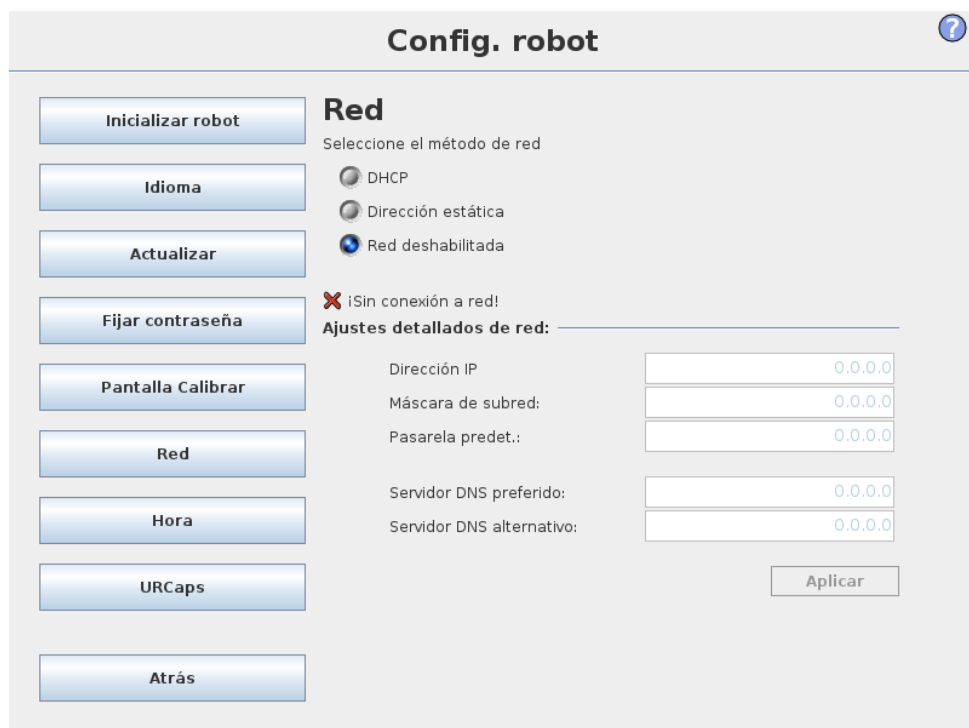 Config. robot
?
Inicializar robot
Idioma
Actualizar
Fijar contraseña
Pantalla Calibrar
Red
Hora
URCaps
Atrás
Red
Seleccione el método de red
DHCP
Dirección estática
Red deshabilitada
¡Sin conexión a red!
Ajustes detallados de red:
Dirección IP 0.0.0.0
Máscara de subred: 0.0.0.0
Pasarela predet.: 0.0.0.0
Servidor DNS preferido: 0.0.0.0
Servidor DNS alternativo: 0.0.0.0
Aplicar